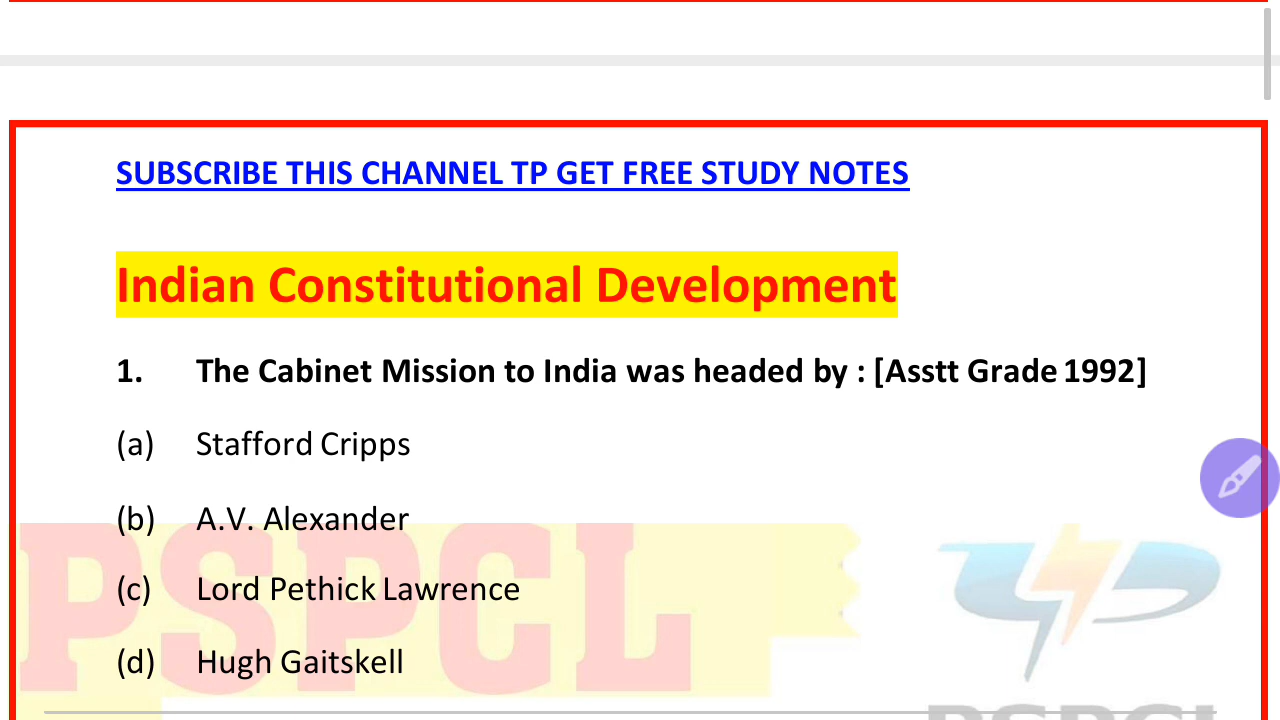 SUBSCRIBE THIS CHANNEL TP GET FREE STUDY NOTES
Indian Constitutional Development
1. The Cabinet Mission to India was headed by : [Asstt Grade 1992]
(a) Stafford Cripps
(b) A.V. Alexander
(c) Lord Pethick Lawrence
(d) Hugh Gaitskell
PSPCL
PSPCL